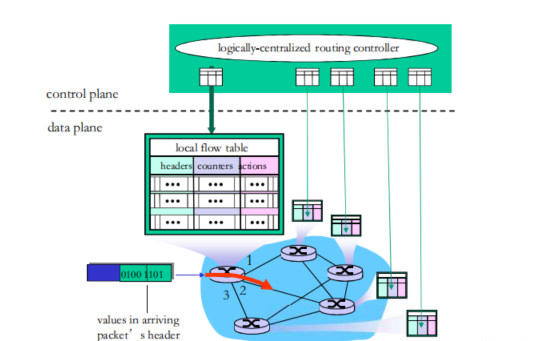 logically-centralized routing controller
control plane
data plane
local flow table
headers counters actions
0100 1101
1
2
3
values in arriving
packet’ s header